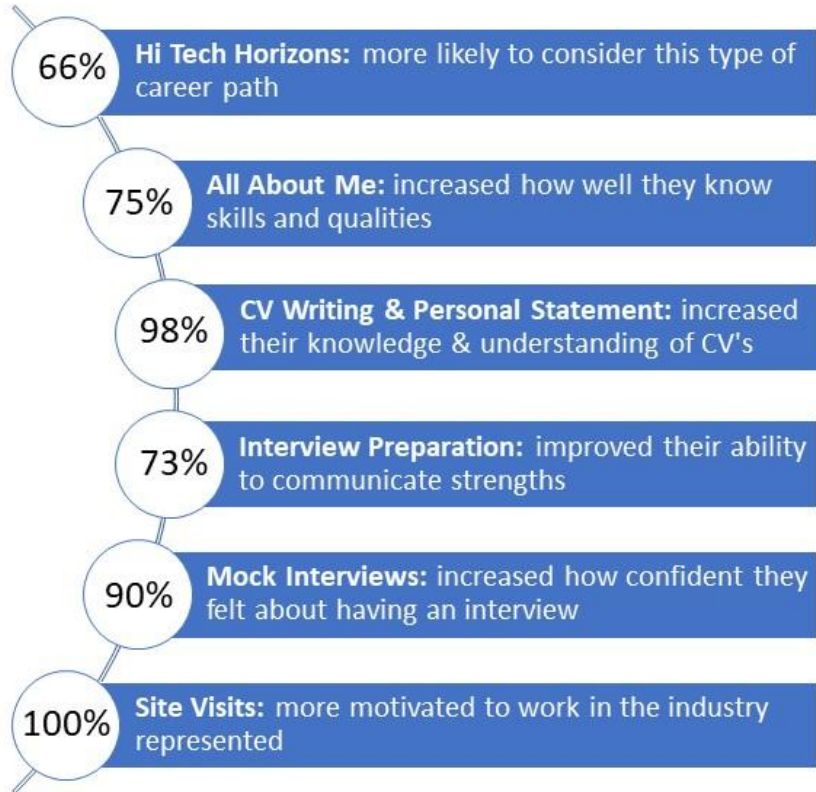 66%
Hi Tech Horizons: more likely to consider this type of
career path
75%
All About Me: increased how well they know
skills and qualities
98%
CV Writing & Personal Statement: increased
their knowledge & understanding of CV's
73%
Interview Preparation: improved their ability
to communicate strengths
90%
Mock Interviews: increased how confident they
felt about having an interview
100%
Site Visits: more motivated to work in the industry
represented